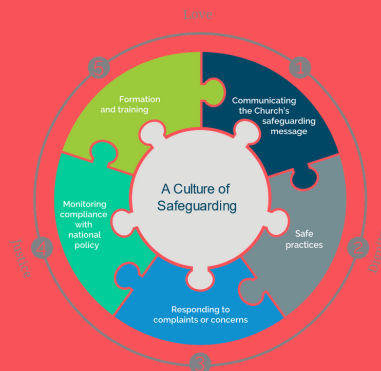 1
Communicating
the Church's
safeguarding
message
2
Safe
practices
3
Responding to
complaints or concerns
4
Monitoring
compliance
with
national
policy
5
Formation
and training
A Culture of
Safeguarding